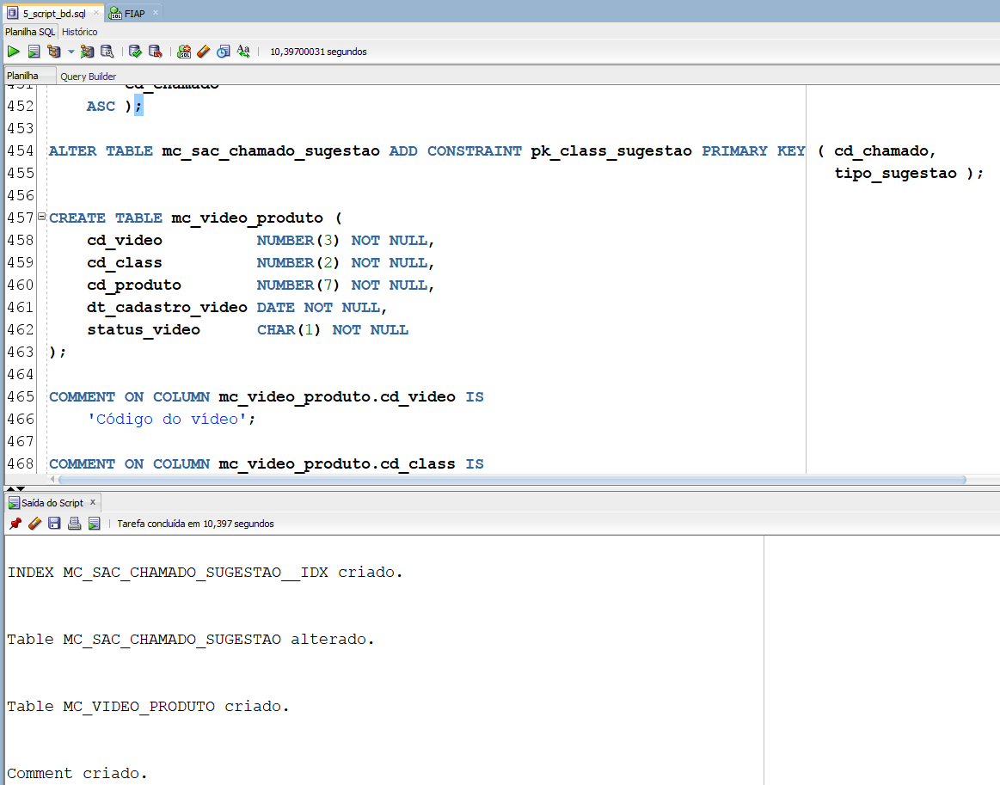 5_script_bd.sql
FIAP
Planilha SQL Histórico
10,39700031 segundos
Planilha Query Builder
451 cd_chamado
452 ASC );
453
454 ALTER TABLE mc_sac_chamado_sugestao ADD CONSTRAINT pk_class_sugestao PRIMARY KEY ( cd_chamado,
455 tipo_sugestao );
456
457 CREATE TABLE mc_video_produto (
458 cd_video NUMBER(3) NOT NULL,
459 cd_class NUMBER(2) NOT NULL,
460 cd_produto NUMBER(7) NOT NULL,
461 dt_cadastro_video DATE NOT NULL,
462 status_video CHAR(1) NOT NULL
463 );
464
465 COMMENT ON COLUMN mc_video_produto.cd_video IS
466 'Código do vídeo';
467
468 COMMENT ON COLUMN mc_video_produto.cd_class IS
Saída do Script
Tarefa concluída em 10,397 segundos
INDEX MC_SAC_CHAMADO_SUGESTAO__IDX criado.
Table MC_SAC_CHAMADO_SUGESTAO alterado.
Table MC_VIDEO_PRODUTO criado.
Comment criado.